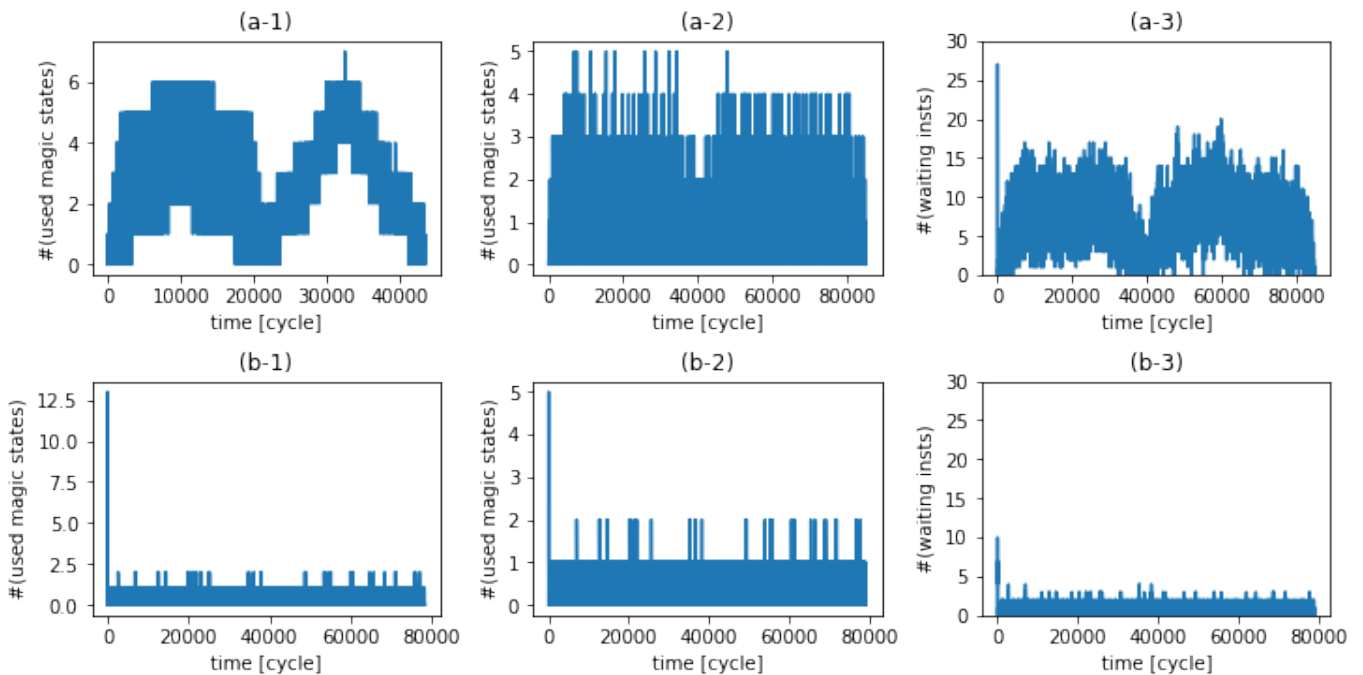 (a-1) (a-2) (a-3)
#(used magic states)
6
4
2
0
0 10000 20000 30000 40000
time [cycle]
#(used magic states)
5
4
3
2
1
0
0 20000 40000 60000 80000
time [cycle]
#(waiting insts)
30
25
20
15
10
5
0
0 20000 40000 60000 80000
time [cycle]
(b-1) (b-2) (b-3)
#(used magic states)
12.5
10.0
7.5
5.0
2.5
0.0
0 20000 40000 60000 80000
time [cycle]
#(used magic states)
5
4
3
2
1
0
0 20000 40000 60000 80000
time [cycle]
#(waiting insts)
30
25
20
15
10
5
0
0 20000 40000 60000 80000
time [cycle]